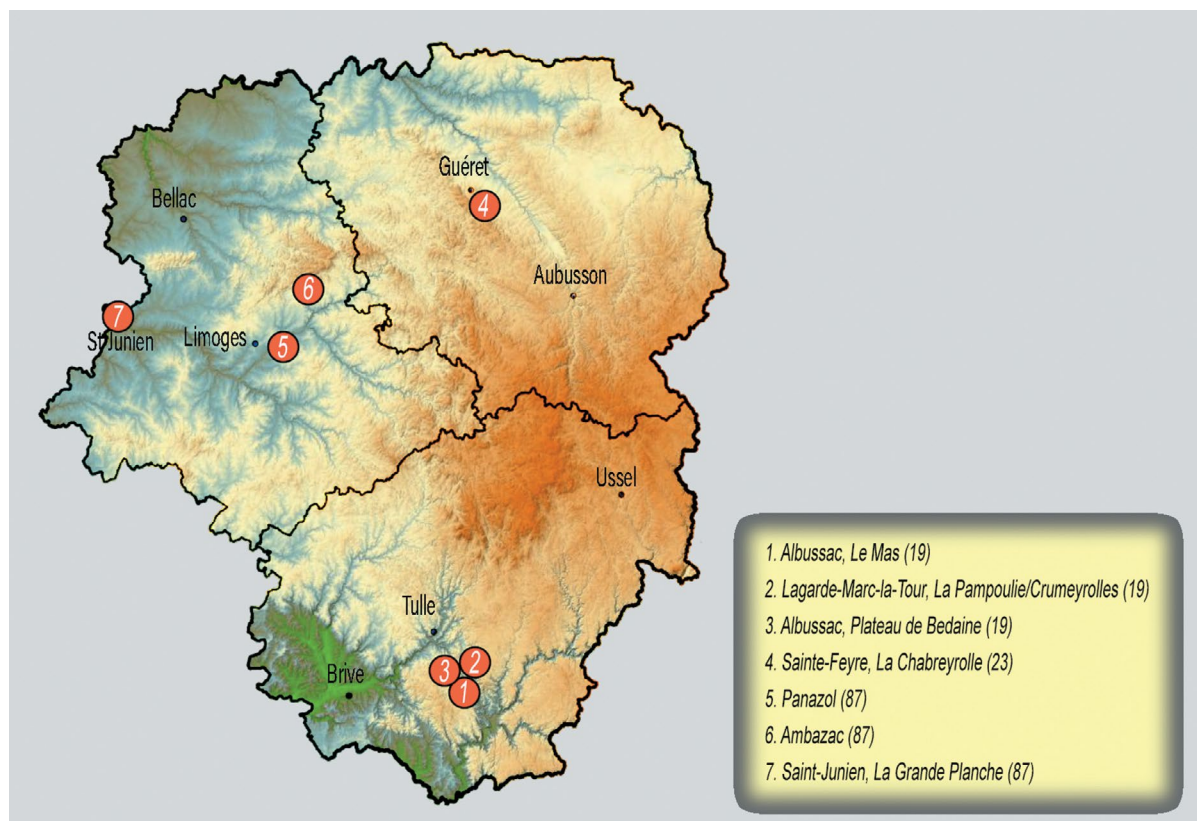 Guéret
4
Bellac
Aubusson
6
7
St Junien
Limoges
5
Ussel
Tulle
3
2
1
Brive
1. Albussac, Le Mas (19)
2. Lagarde-Marc-la-Tour, La Pampoulie/Crumeyrolles (19)
3. Albussac, Plateau de Bedaine (19)
4. Sainte-Feyre, La Chabreyrolle (23)
5. Panazol (87)
6. Ambazac (87)
7. Saint-Junien, La Grande Planche (87)